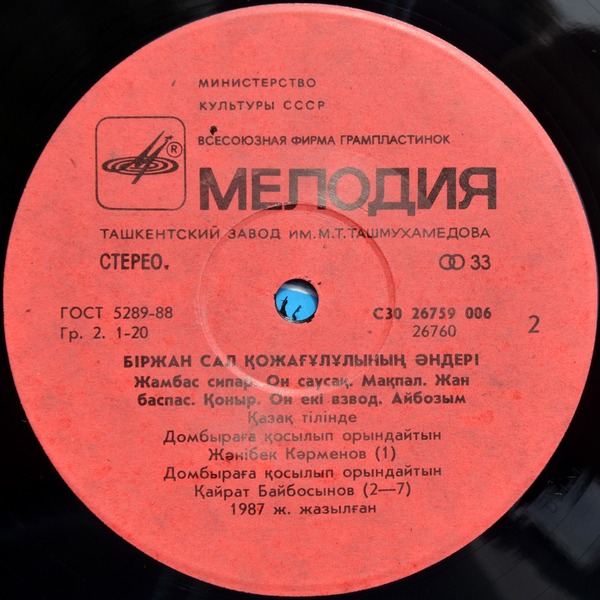 МИНИСТЕРСТВО
КУЛЬТУРЫ СССР
ВСЕСОЮЗНАЯ ФИРМА ГРАМПЛАСТИНОК
®
МЕЛОДИЯ
ТАШКЕНТСКИЙ ЗАВОД ИМ. М.Т.ТАШМУХАМЕДОВА
СТЕРЕО. 33
ГОСТ 5289-88 С30 26759 006
Гр. 2. 1-20 26760 2
БІРЖАН САЛ ҚОЖАҒҰЛҰЛЫНЫҢ ӘНДЕРІ
Жамбас сипар. Он саусақ. Мақпал. Жан
баспас. Қоныр. Он екі взвод. Айбозым
Қазақ тілінде
Домбыраға қосылып орындайтын
Жәнібек Кәрменов (1)
Домбыраға қосылып орындайтын
Қайрат Байбосынов (2—7)
1987 ж. жазылған